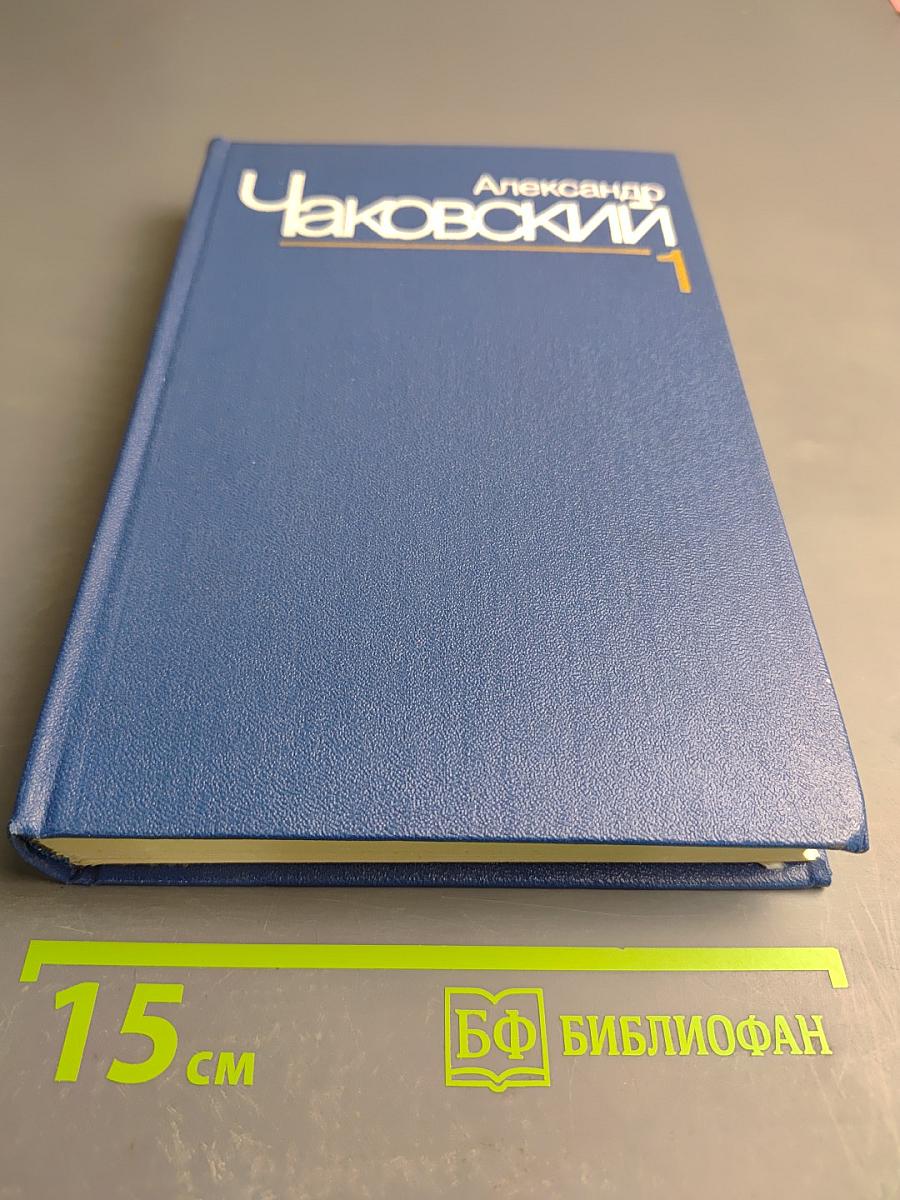 Александр
Чаковский
1
15 см
БФ БИБЛИОФАН